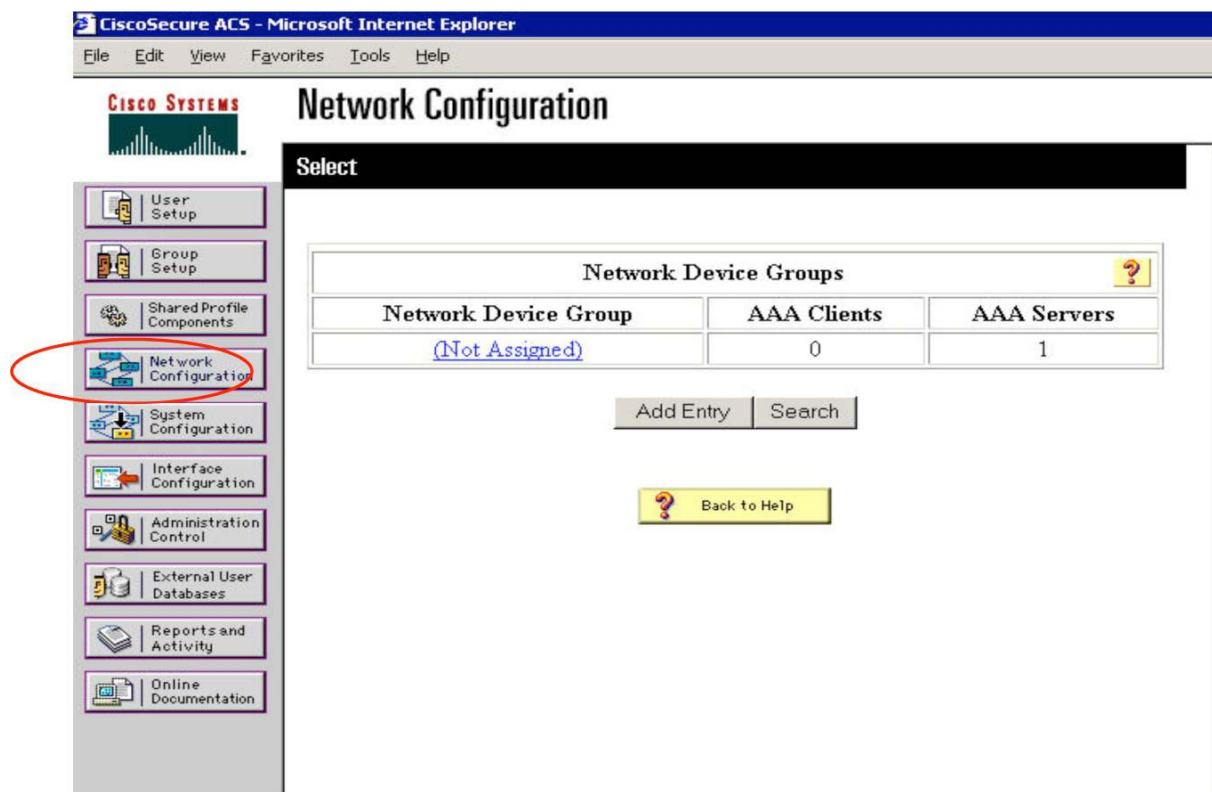 CiscoSecure ACS - Microsoft Internet Explorer
File Edit View Favorites Tools Help
CISCO SYSTEMS
Network Configuration
Select
User
Setup
Group
Setup
Shared Profile
Components
Network
Configuration
System
Configuration
Interface
Configuration
Administration
Control
External User
Databases
Reports and
Activity
Online
Documentation
Network Device Groups
Network Device Group AAA Clients AAA Servers
(Not Assigned) 0 1
Add Entry Search
Back to Help